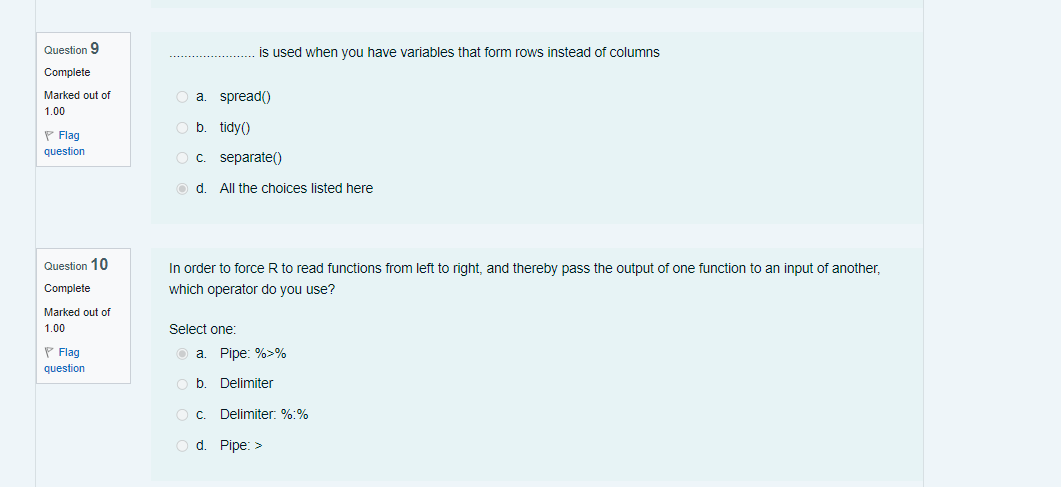 Question 9
Complete
Marked out of
1.00
Flag
question
....................... is used when you have variables that form rows instead of columns
a. spread()
b. tidy()
c. separate()
d. All the choices listed here
Question 10
Complete
Marked out of
1.00
Flag
question
In order to force R to read functions from left to right, and thereby pass the output of one function to an input of another,
which operator do you use?
Select one:
a. Pipe: %>%
b. Delimiter
c. Delimiter: %:%
d. Pipe: >